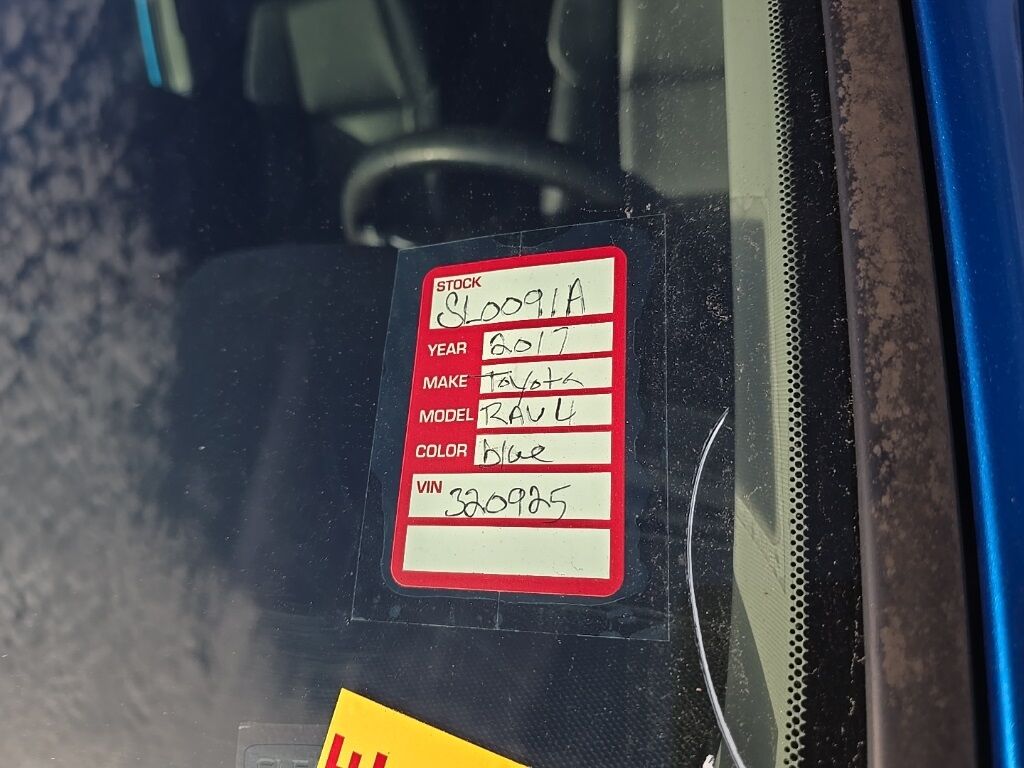 STOCK
SL0091A
YEAR 2017
MAKE Toyota
MODEL RAV4
COLOR blue
VIN 320925